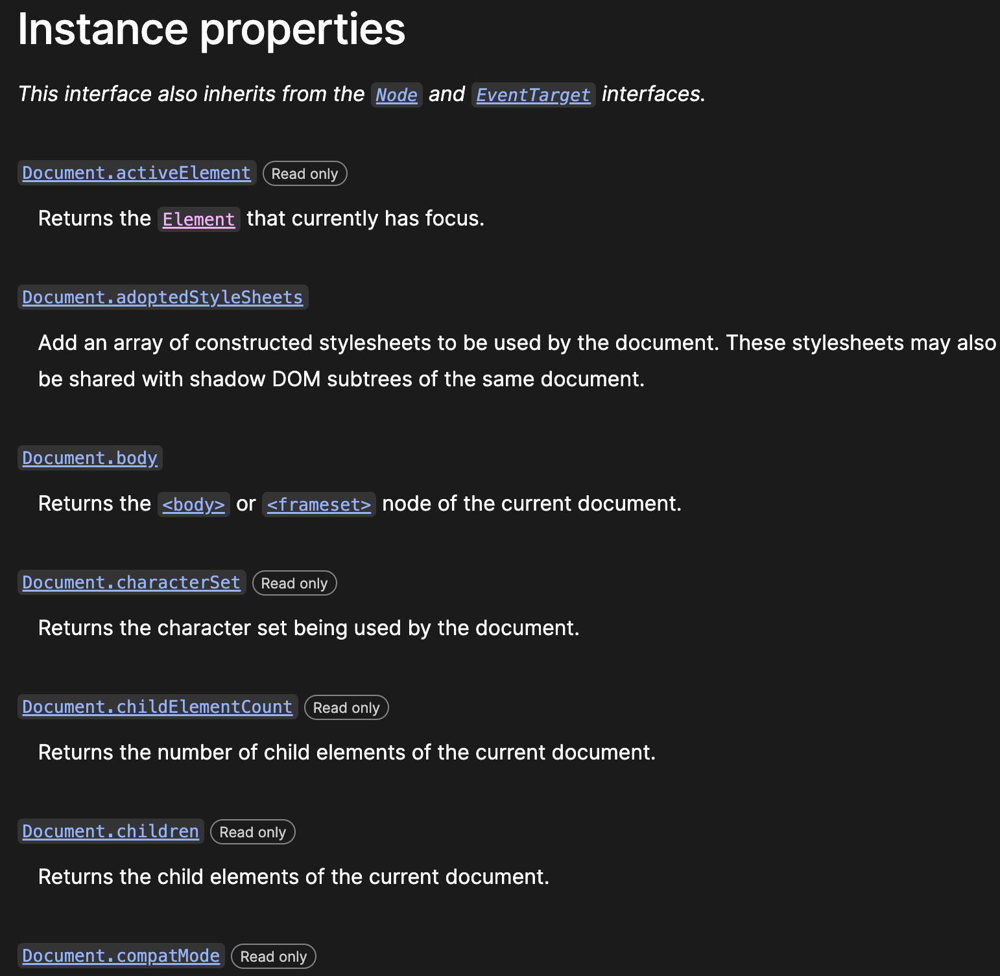 Instance properties
This interface also inherits from the Node and EventTarget interfaces.
Document.activeElement Read only
Returns the Element that currently has focus.
Document.adoptedStyleSheets
Add an array of constructed stylesheets to be used by the document. These stylesheets may also
be shared with shadow DOM subtrees of the same document.
Document.body
Returns the <body> or <frameset> node of the current document.
Document.characterSet Read only
Returns the character set being used by the document.
Document.childElementCount Read only
Returns the number of child elements of the current document.
Document.children Read only
Returns the child elements of the current document.
Document.compatMode Read only